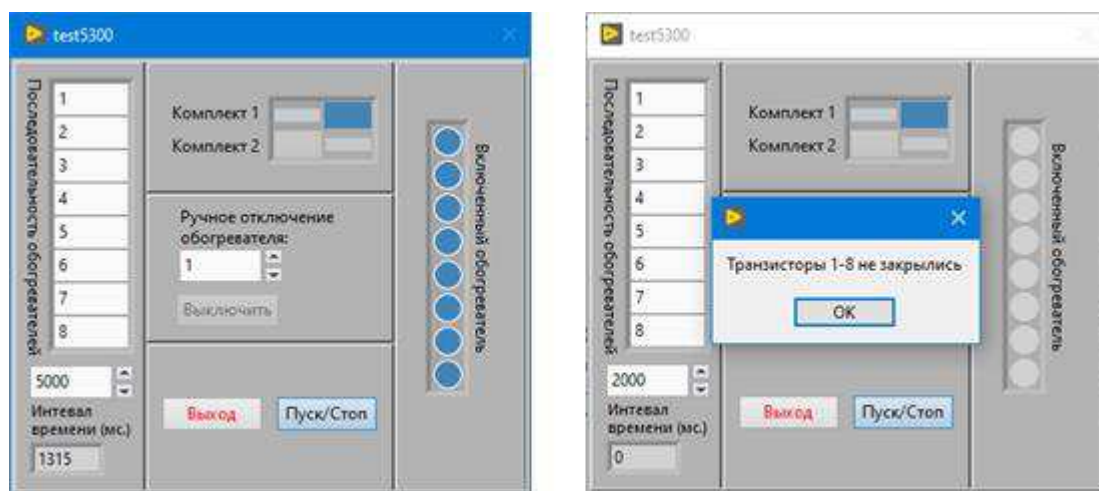 test5300
Последовательность обогревателей
1
2
3
4
5
6
7
8
5000
Интевал
времени (мс.)
1315
Комплект 1
Комплект 2
Ручное отключение
обогревателя:
1
Выключить
Выход
Пуск/Стоп
Включенный обогреватель
test5300
Последовательность обогревателей
1
2
3
4
5
6
7
8
2000
Интевал
времени (мс.)
0
Комплект 1
Комплект 2
Транзисторы 1-8 не закрылись
OK
Выход
Пуск/Стоп
Включенный обогреватель